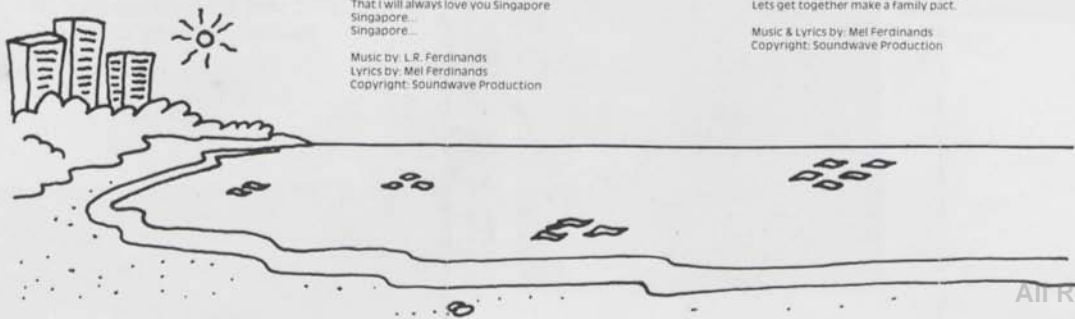 That I will always love you Singapore
Singapore...
Singapore...
Music by: L.R. Ferdinands
Lyrics by: Mel Ferdinands
Copyright: Soundwave Production
Lets get together make a family pact.
Music & Lyrics by: Mel Ferdinands
Copyright: Soundwave Production
All R